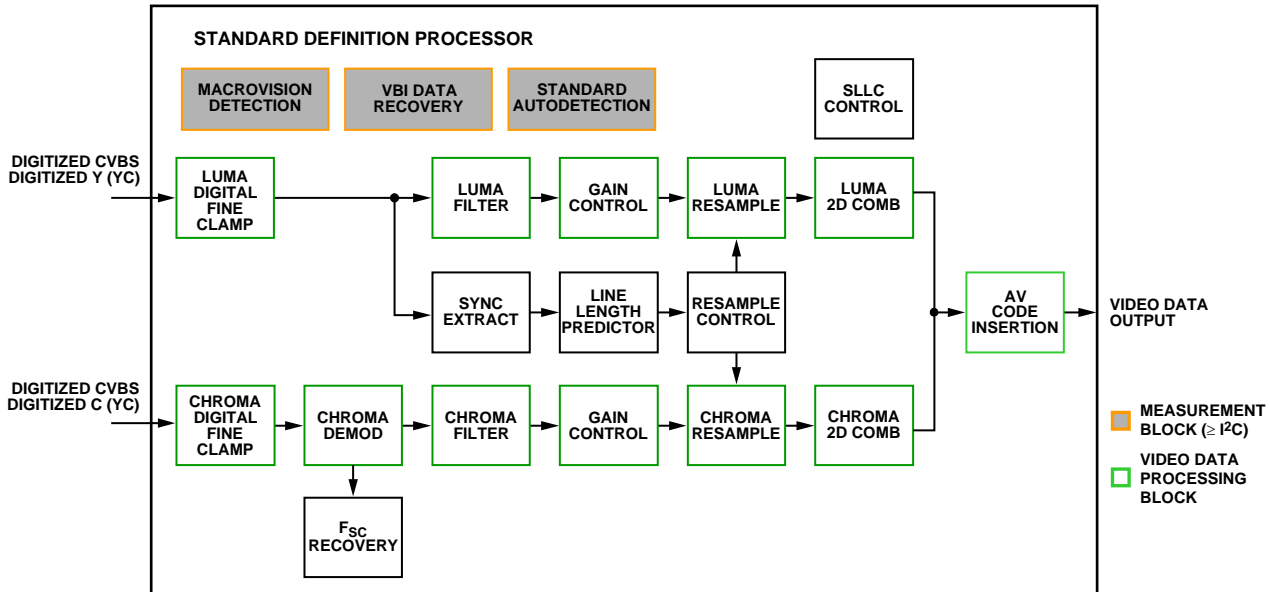 STANDARD DEFINITION PROCESSOR
MACROVISION
DETECTION
VBI DATA
RECOVERY
STANDARD
AUTODETECTION
SLLC
CONTROL
DIGITIZED CVBS
DIGITIZED Y (YC)
LUMA
DIGITAL
FINE
CLAMP
LUMA
FILTER
GAIN
CONTROL
LUMA
RESAMPLE
LUMA
2D COMB
SYNC
EXTRACT
LINE
LENGTH
PREDICTOR
RESAMPLE
CONTROL
AV
CODE
INSERTION
VIDEO DATA
OUTPUT
DIGITIZED CVBS
DIGITIZED C (YC)
CHROMA
DIGITAL
FINE
CLAMP
CHROMA
DEMOD
CHROMA
FILTER
GAIN
CONTROL
CHROMA
RESAMPLE
CHROMA
2D COMB
FSC
RECOVERY
MEASUREMENT
BLOCK (≥ I²C)
VIDEO DATA
PROCESSING
BLOCK